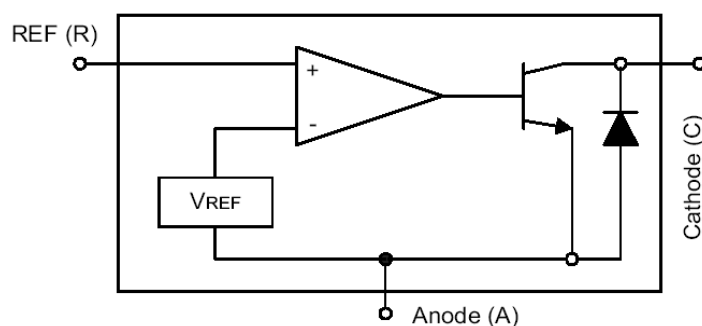 REF (R)
+
-
VREF
Cathode (C)
Anode (A)